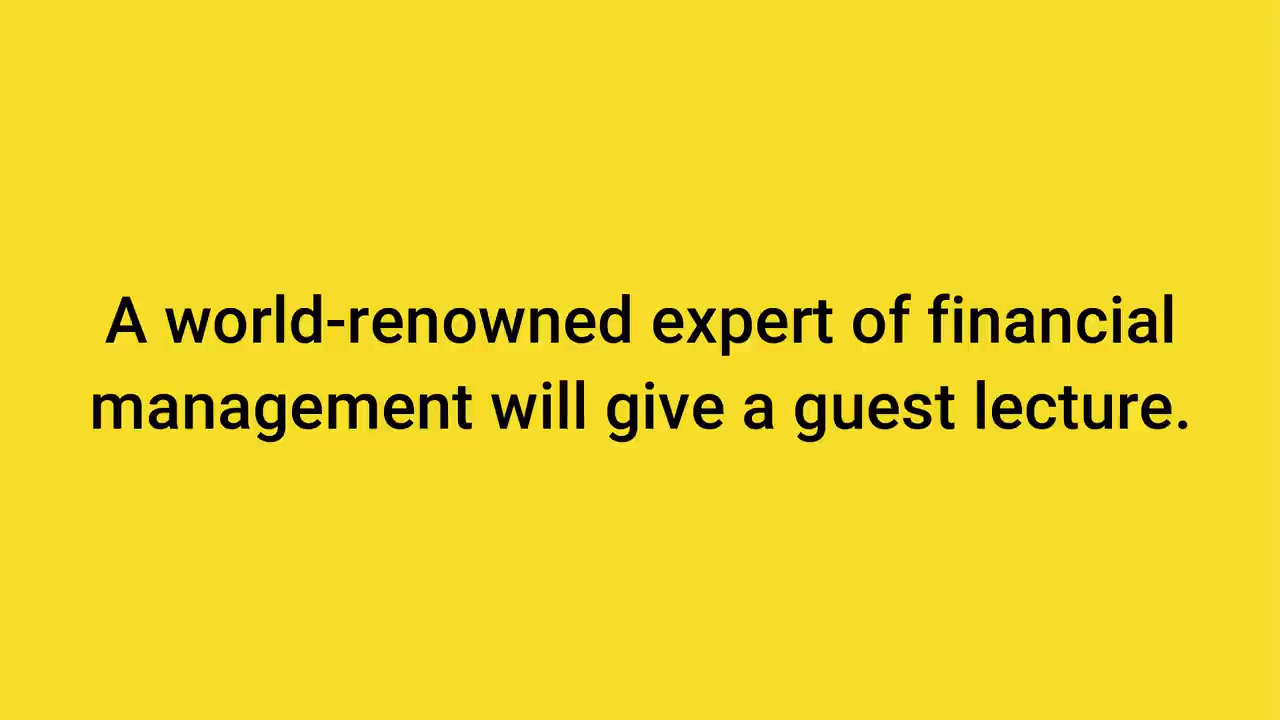 A world-renowned expert of financial
management will give a guest lecture.